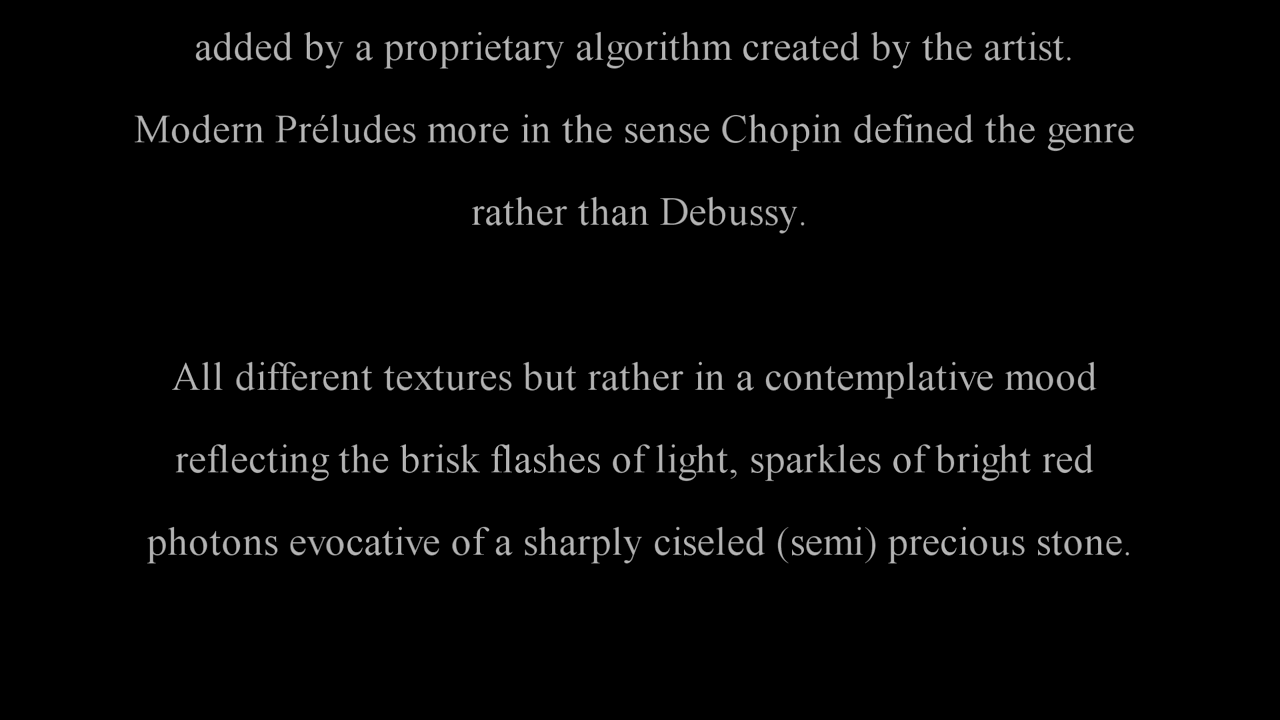 added by a proprietary algorithm created by the artist.
Modern Préludes more in the sense Chopin defined the genre
rather than Debussy.
All different textures but rather in a contemplative mood
reflecting the brisk flashes of light, sparkles of bright red
photons evocative of a sharply ciseled (semi) precious stone.